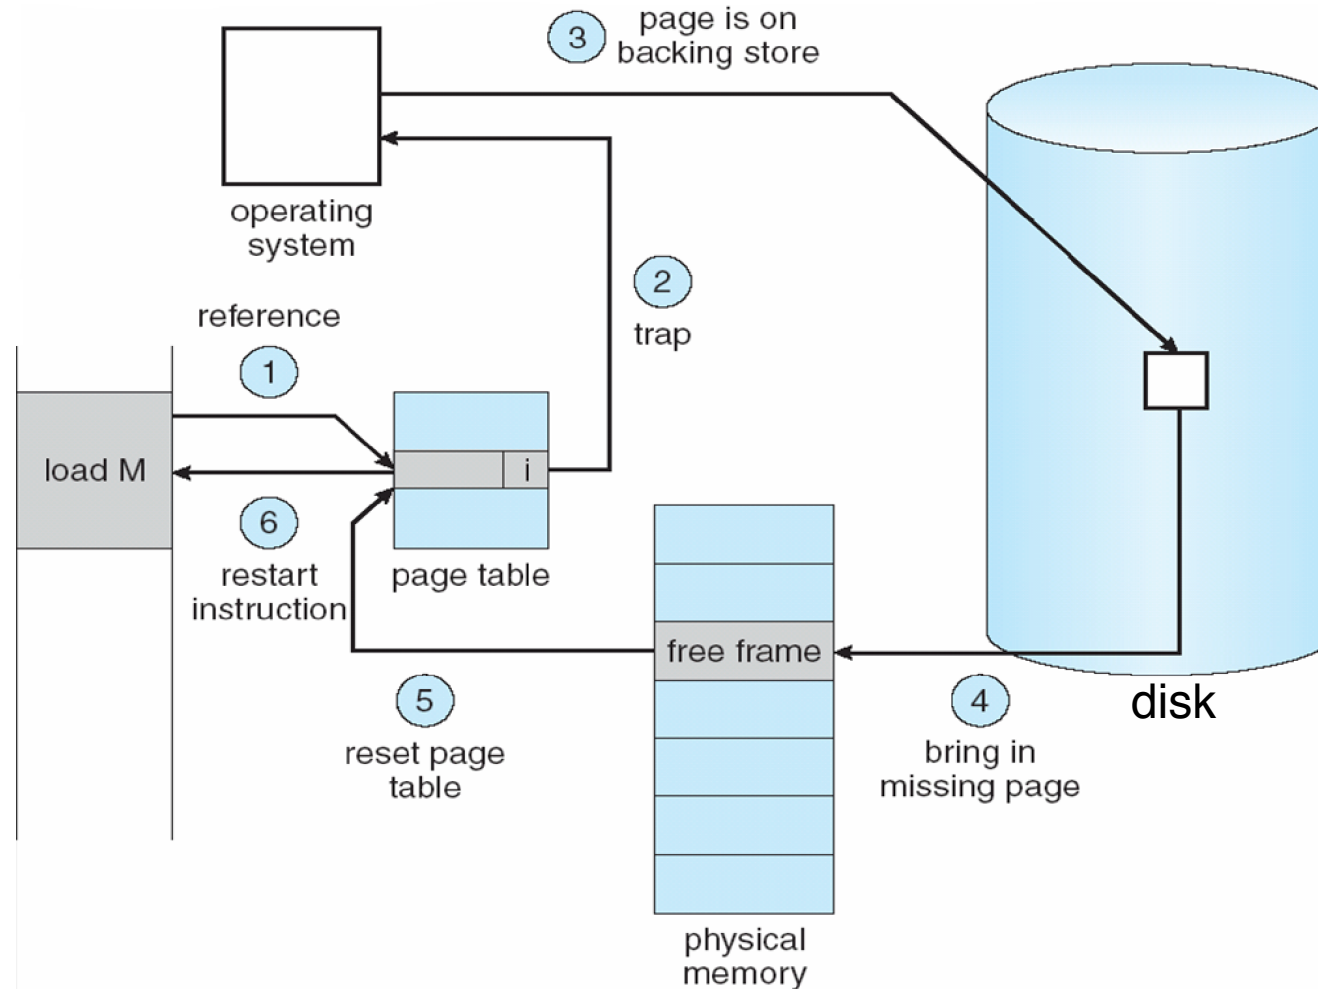 3
page is on
backing store
operating
system
2
trap
reference
1
load M
i
6
restart
instruction
page table
free frame
5
reset page
table
4
bring in
missing page
disk
physical
memory